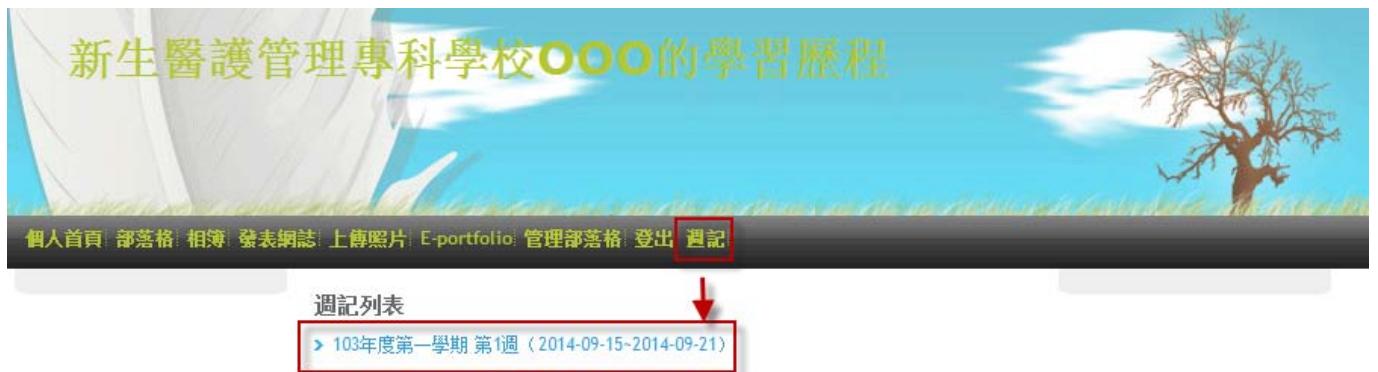 新生醫護管理專科學校OOO的學習歷程
個人首頁 部落格 相簿 發表網誌 上傳照片 E-portfolio 管理部落格 登出 週記
週記列表
> 103年度第一學期 第1週（2014-09-15~2014-09-21）